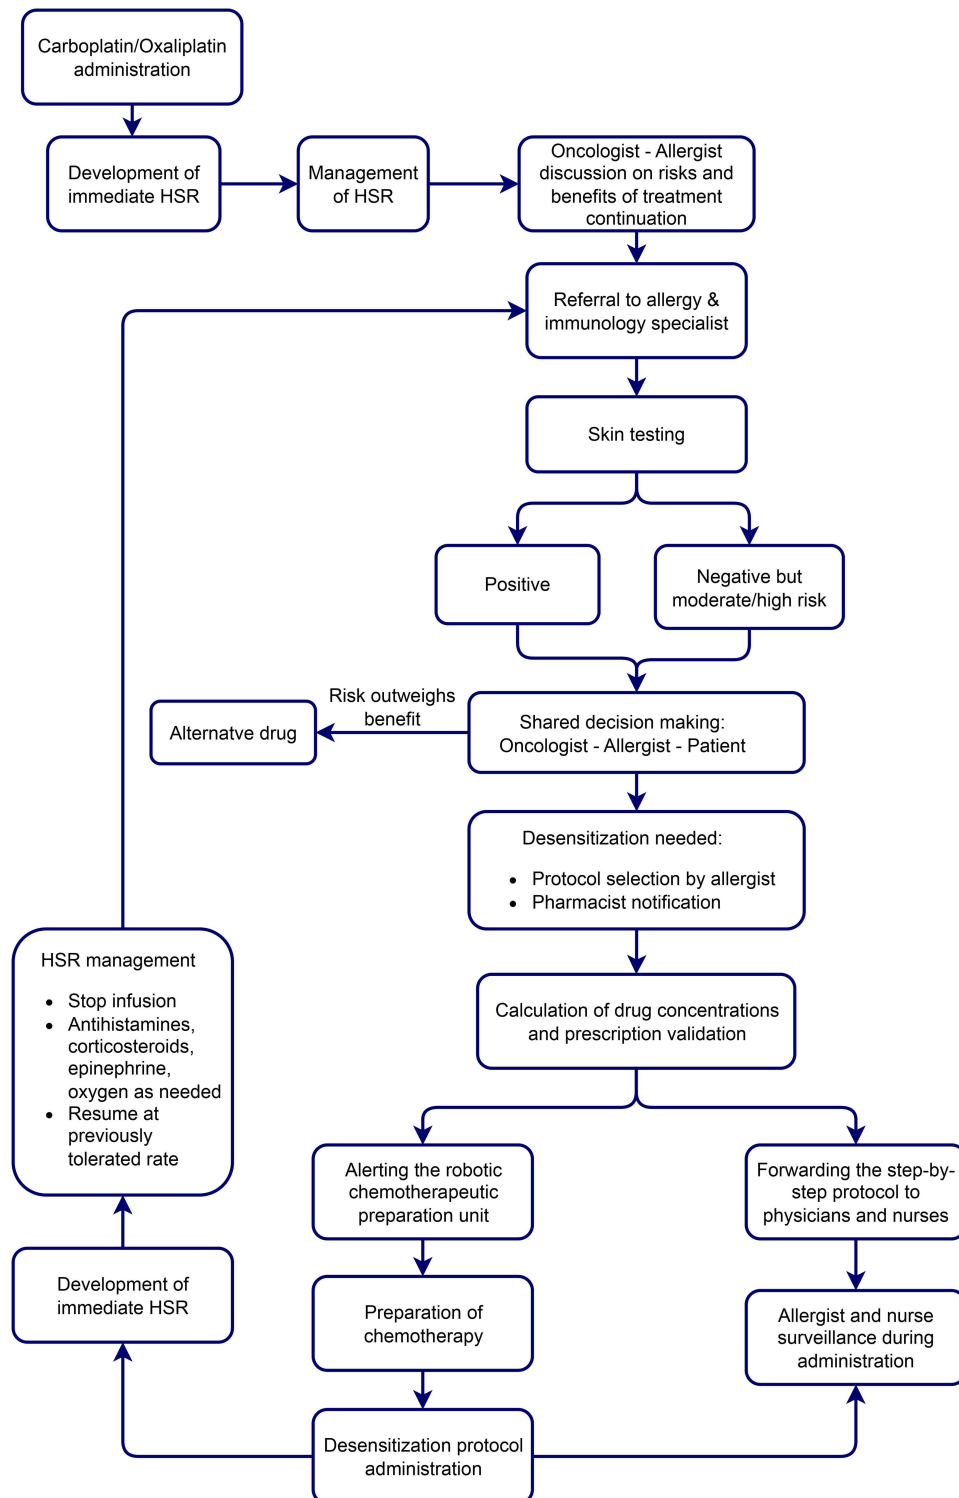 Carboplatin/Oxaliplatin
administration
Development of
immediate HSR
Management
of HSR
Oncologist - Allergist
discussion on risks and
benefits of treatment
continuation
Referral to allergy &
immunology specialist
Skin testing
Positive
Negative but
moderate/high risk
Risk outweighs
benefit
Alternatve drug
Shared decision making:
Oncologist - Allergist - Patient
Desensitization needed:
• Protocol selection by allergist
• Pharmacist notification
Calculation of drug concentrations
and prescription validation
HSR management
• Stop infusion
• Antihistamines,
corticosteroids,
epinephrine,
oxygen as needed
• Resume at
previously
tolerated rate
Alerting the robotic
chemotherapeutic
preparation unit
Forwarding the step-by-
step protocol to
physicians and nurses
Development of
immediate HSR
Preparation of
chemotherapy
Allergist and nurse
surveillance during
administration
Desensitization protocol
administration